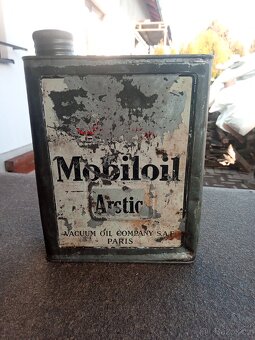 Mobiloil
Arctic
VACUUM OIL COMPANY S.A.F.
PARIS